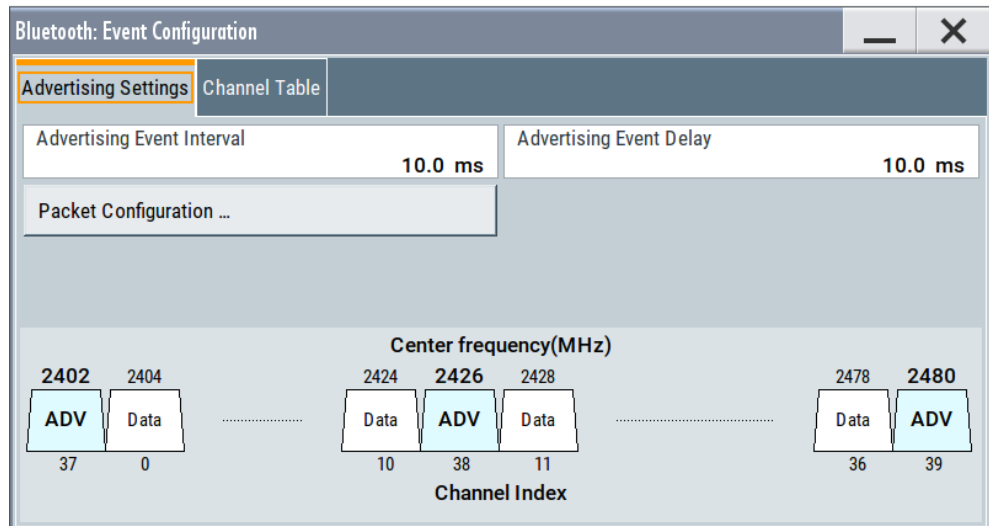 Bluetooth: Event Configuration
Advertising Settings Channel Table
Advertising Event Interval Advertising Event Delay
10.0 ms 10.0 ms
Packet Configuration ...
Center frequency(MHz)
2402 2404 2424 2426 2428 2478 2480
ADV Data Data ADV Data Data ADV
37 0 10 38 11 36 39
Channel Index